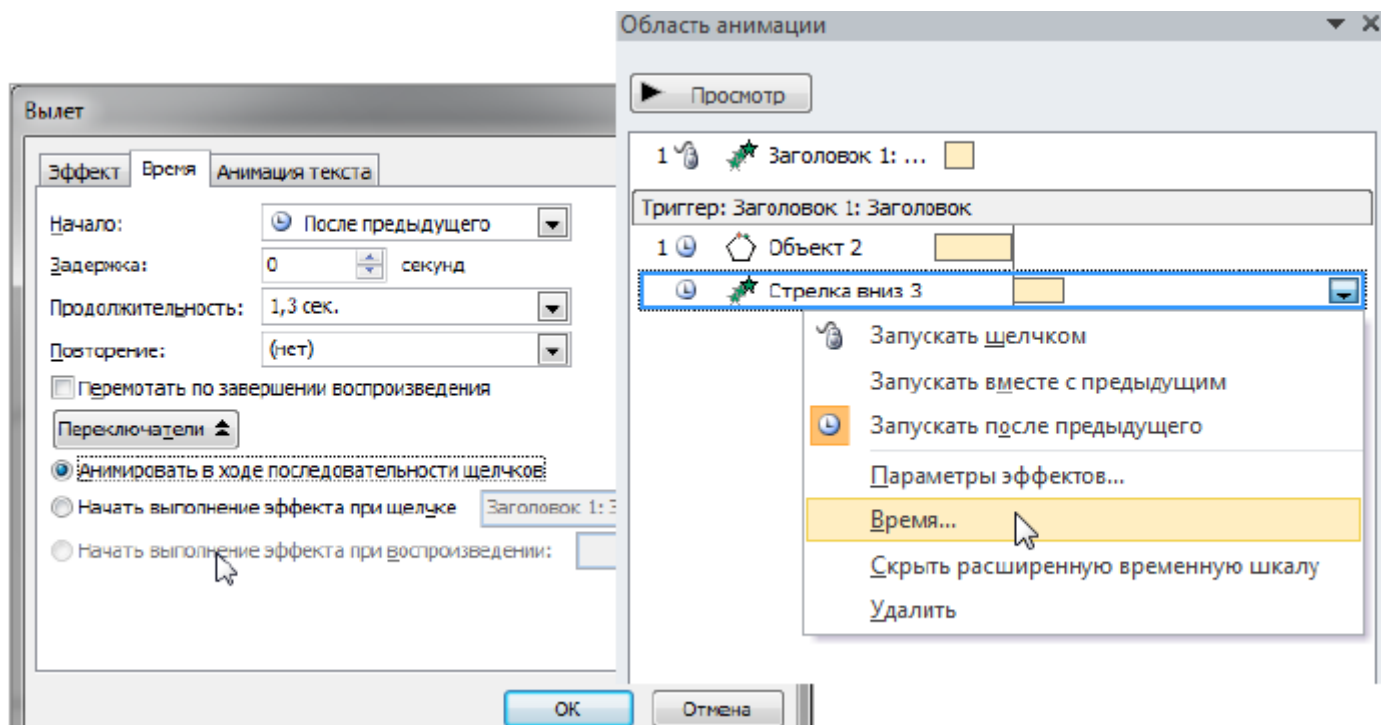 Вылет
Эффект Время Анимация текста
Начало: После предыдущего
Задержка: 0 секунд
Продолжительность: 1,3 сек.
Повторение: (нет)
Перемотать по завершении воспроизведения
Переключатели
Анимировать в ходе последовательности щелчков
Начать выполнение эффекта при щелчке Заголовок 1: З
Начать выполнение эффекта при воспроизведении:
ОК Отмена
Область анимации
Просмотр
1 Заголовок 1: ...
Триггер: Заголовок 1: Заголовок
1 Объект 2
Стрелка вниз 3
Запускать щелчком
Запускать вместе с предыдущим
Запускать после предыдущего
Параметры эффектов...
Время...
Скрыть расширенную временную шкалу
Удалить